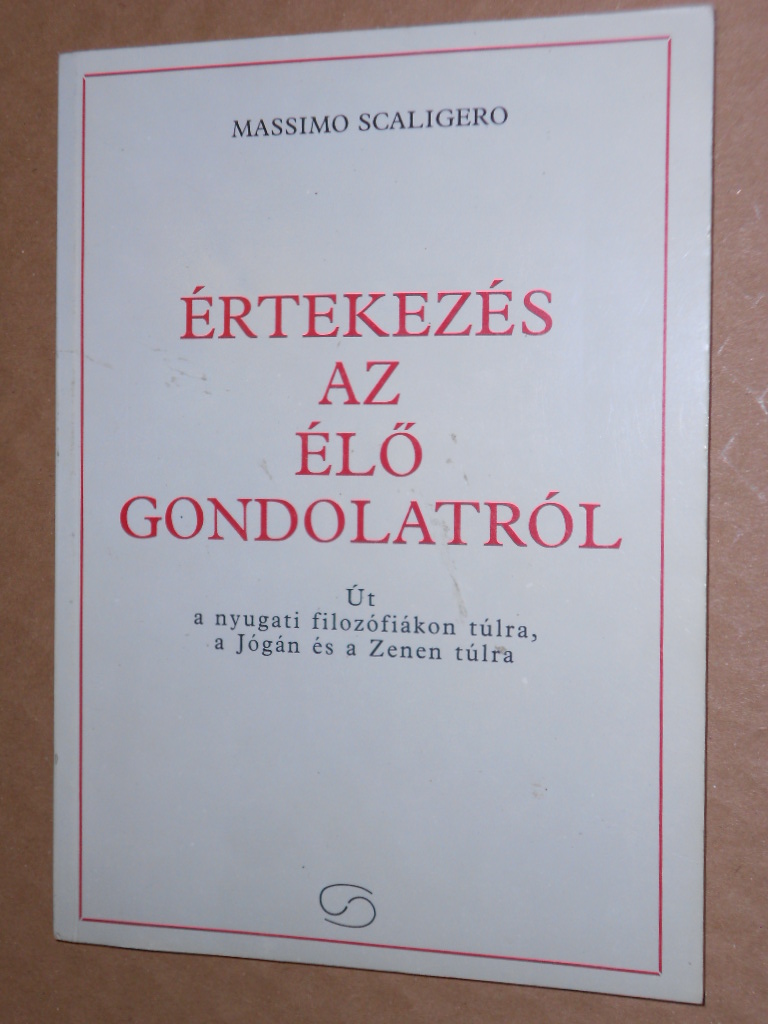 MASSIMO SCALIGERO
ÉRTEKEZÉS
AZ
ÉLŐ
GONDOLATRÓL
Út
a nyugati filozófiákon túlra,
a Jógán és a Zenen túlra